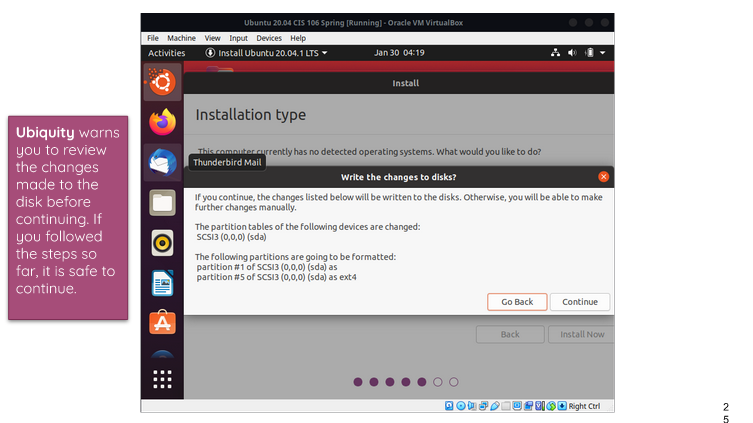 Ubuntu 20.04 CIS 106 Spring [Running] - Oracle VM VirtualBox
File Machine View Input Devices Help
Activities Install Ubuntu 20.04.1 LTS Jan 30 04:19
Install
Installation type
This computer currently has no detected operating systems. What would you like to do?
Thunderbird Mail
Write the changes to disks?
If you continue, the changes listed below will be written to the disks. Otherwise, you will be able to make
further changes manually.
The partition tables of the following devices are changed:
SCSI3 (0,0,0) (sda)
The following partitions are going to be formatted:
partition #1 of SCSI3 (0,0,0) (sda) as
partition #5 of SCSI3 (0,0,0) (sda) as ext4
Go Back Continue
Back Install Now
Right Ctrl
Ubiquity warns
you to review
the changes
made to the
disk before
continuing. If
you followed
the steps so
far, it is safe to
continue.
2
5